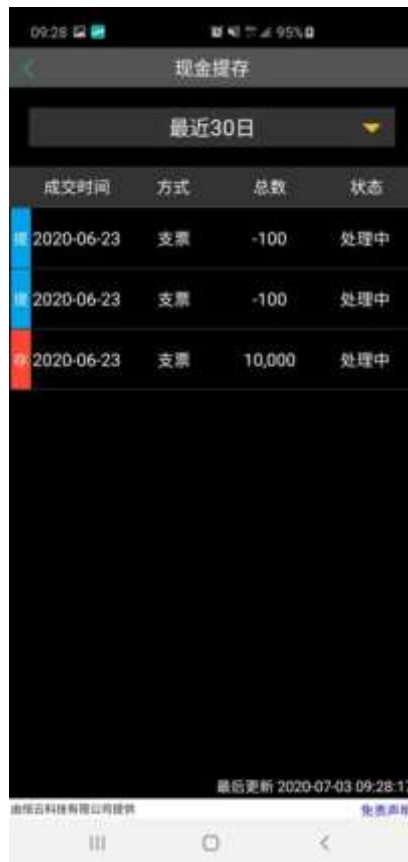 09:28 95%
现金提存
最近30日
成交时间 方式 总数 状态
提 2020-06-23 支票 -100 处理中
提 2020-06-23 支票 -100 处理中
存 2020-06-23 支票 10,000 处理中
最后更新 2020-07-03 09:28:17
免责声明